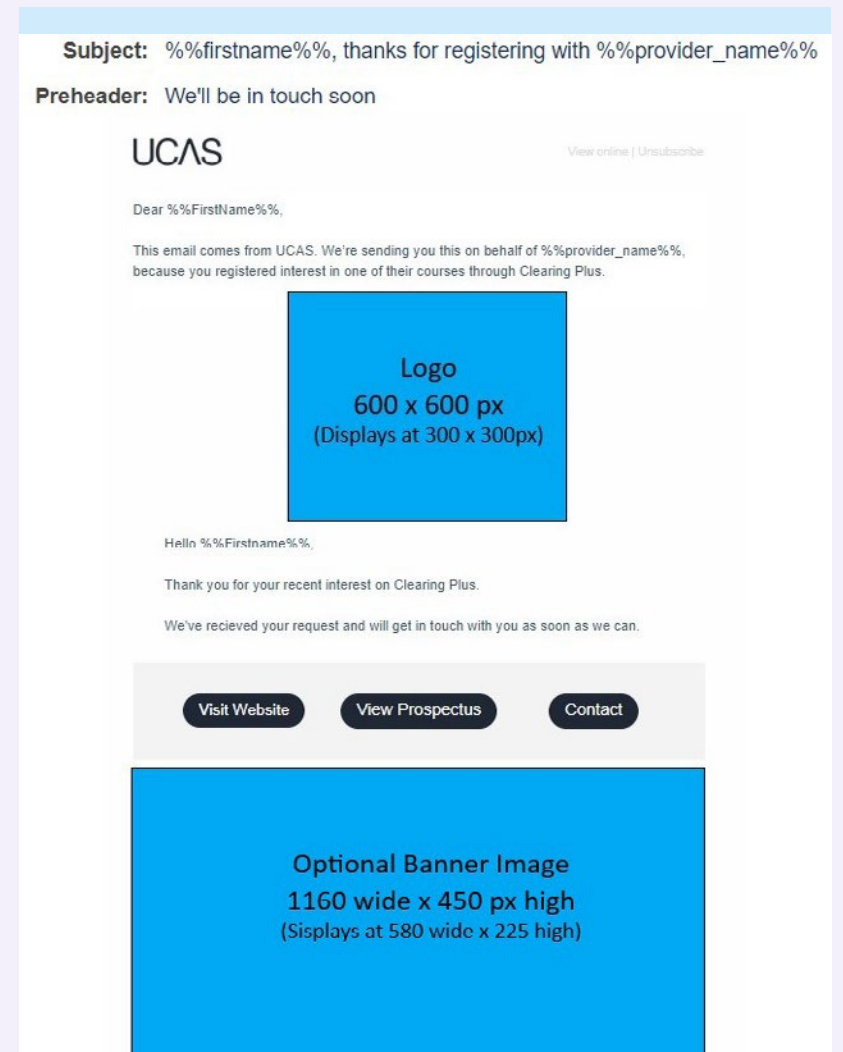 Subject: %%firstname%%, thanks for registering with %%provider_name%%
Preheader: We'll be in touch soon
UCAS
View online | Unsubscribe
Dear %%FirstName%%,
This email comes from UCAS. We're sending you this on behalf of %%provider_name%%,
because you registered interest in one of their courses through Clearing Plus.
Logo
600 x 600 px
(Displays at 300 x 300px)
Hello %%Firstname%%,
Thank you for your recent interest on Clearing Plus.
We've recieved your request and will get in touch with you as soon as we can.
Visit Website View Prospectus Contact
Optional Banner Image
1160 wide x 450 px high
(Sisplays at 580 wide x 225 high)